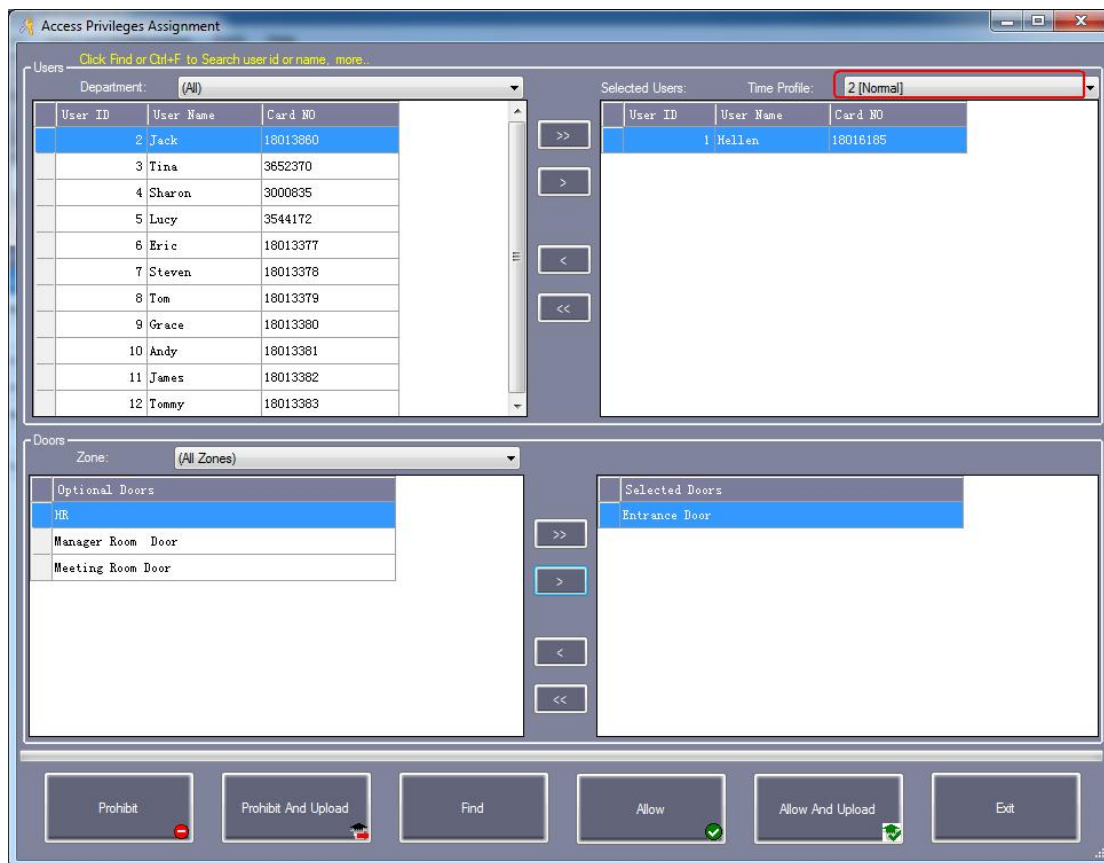 Access Privileges Assignment
Click Find or Ctrl+F to Search user id or name, more..
Users
Department: (All)
Selected Users: Time Profile: 2 [Normal]
User ID User Name Card NO
2 Jack 18013860
3 Tina 3652370
4 Sharon 3000835
5 Lucy 3544172
6 Eric 18013377
7 Steven 18013378
8 Tom 18013379
9 Grace 18013380
10 Andy 18013381
11 James 18013382
12 Tommy 18013383
>>
>
<
<<
User ID User Name Card NO
1 Hellen 18016185
Doors
Zone: (All Zones)
Optional Doors
HR
Manager Room Door
Meeting Room Door
>>
>
<
<<
Selected Doors
Entrance Door
Prohibit
Prohibit And Upload
Find
Allow
Allow And Upload
Exit